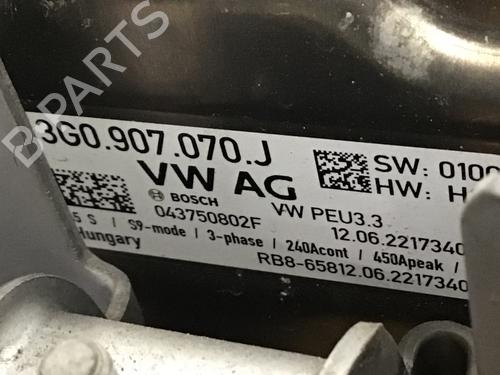 B-PARTS
3G0.907.070.J
SW: 0100
HW: H
VW AG
BOSCH
043750802F
VW PEU3.3
12.06.2217340
5 S / S9-mode / 3-phase / 240Acont / 450Apeak /
Hungary
RB8-65812.06.2217340